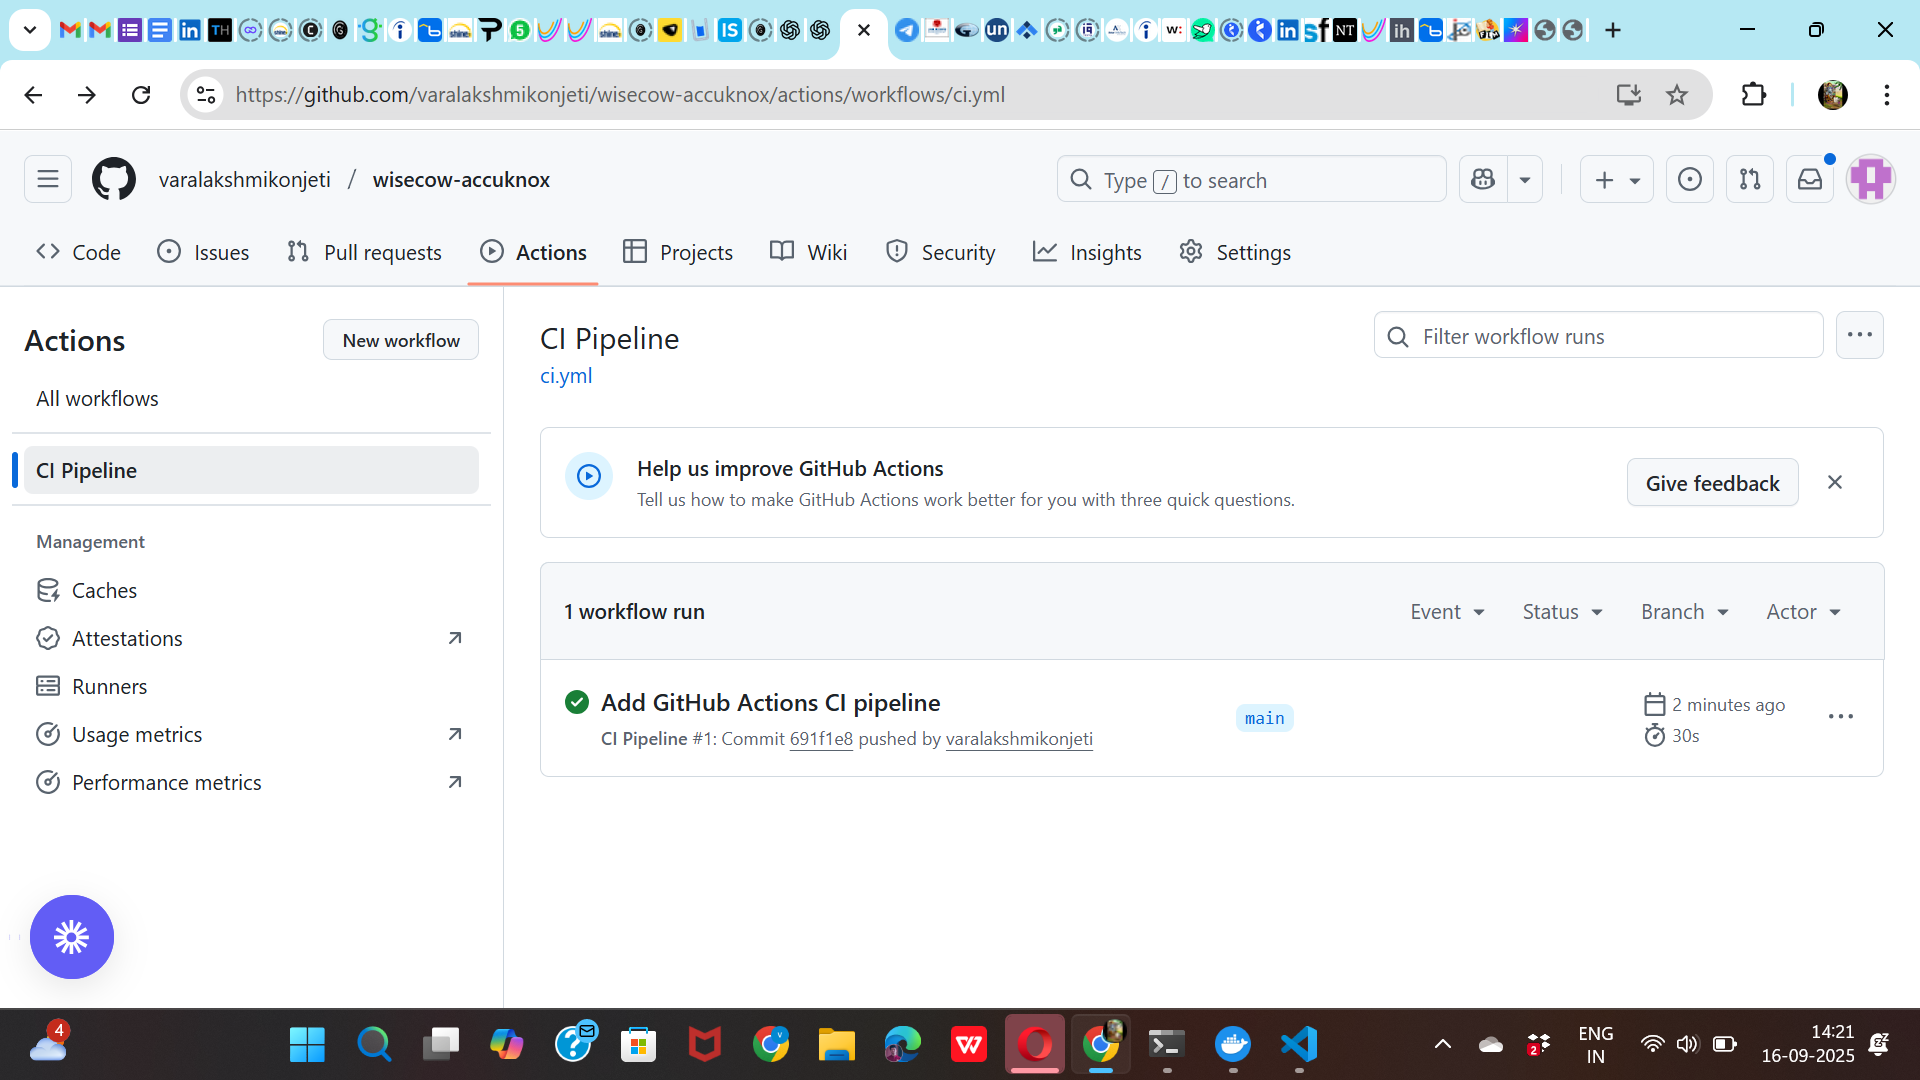 https://github.com/varalakshmikonjeti/wisecow-accuknox/actions/workflows/ci.yml
varalakshmikonjeti / wisecow-accuknox
Type / to search
Code
Issues
Pull requests
Actions
Projects
Wiki
Security
Insights
Settings
Actions
New workflow
All workflows
CI Pipeline
Management
Caches
Attestations
Runners
Usage metrics
Performance metrics
CI Pipeline
ci.yml
Filter workflow runs
Help us improve GitHub Actions
Tell us how to make GitHub Actions work better for you with three quick questions.
Give feedback
1 workflow run
Event
Status
Branch
Actor
Add GitHub Actions CI pipeline
CI Pipeline #1: Commit 691f1e8 pushed by varalakshmikonjeti
main
2 minutes ago
30s
4
2
ENG
IN
14:21
16-09-2025